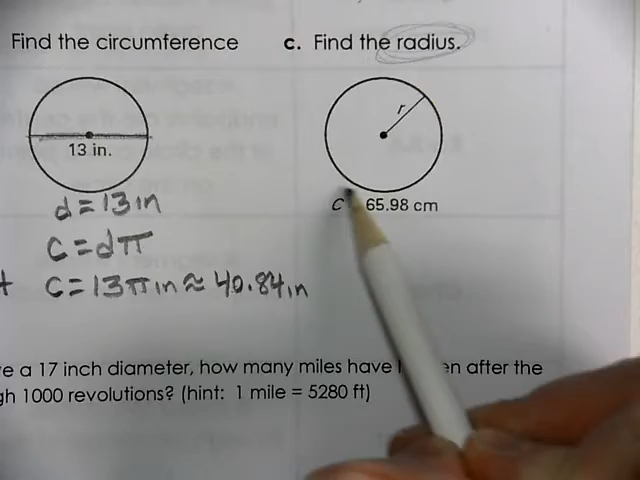 Find the circumference
13 in.
d = 13 in
C = dπ
C = 13π in ≈ 40.84 in
c. Find the radius.
r
C 65.98 cm
e a 17 inch diameter, how many miles have I en after the
gh 1000 revolutions? (hint: 1 mile = 5280 ft)